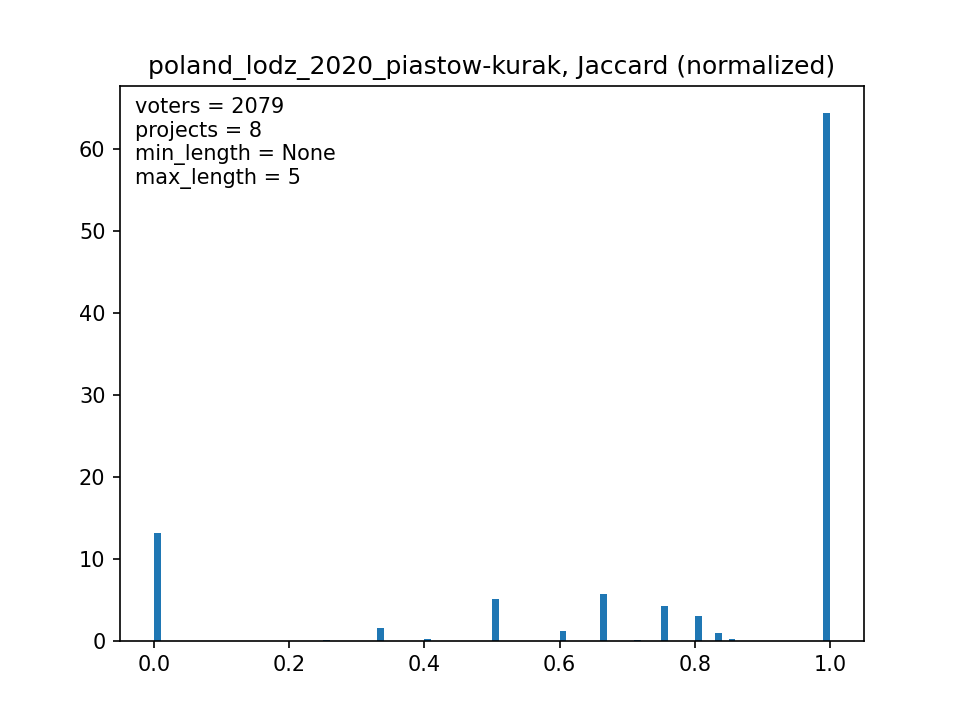 poland_lodz_2020_piastow-kurak, Jaccard (normalized)
voters = 2079
projects = 8
min_length = None
max_length = 5
60
50
40
30
20
10
0
0.0 0.2 0.4 0.6 0.8 1.0